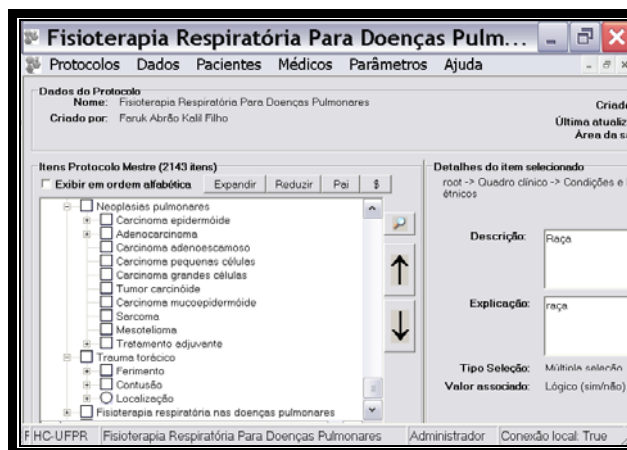 Fisioterapia Respiratória Para Doenças Pulm...
Protocolos Dados Pacientes Médicos Parâmetros Ajuda
Dados do Protocolo
Nome: Fisioterapia Respiratória Para Doenças Pulmonares
Criado por: Faruk Abrão Kalil Filho
Criado
Última atualiz
Área da s
Itens Protocolo Mestre (2143 itens)
Exibir em ordem alfabética Expandir Reduzir Pai $
Neoplasias pulmonares
Carcinoma epidermóide
Adenocarcinoma
Carcinoma adenoescamoso
Carcinoma pequenas células
Carcinoma grandes células
Tumor carcinóide
Carcinoma mucoepidermóide
Sarcoma
Mesotelioma
Tratamento adjuvante
Trauma torácico
Ferimento
Contusão
Localização
Fisioterapia respiratória nas doenças pulmonares
Detalhes do item selecionado
root -> Quadro clínico -> Condições e
étnicos
Descrição: Raça
Explicação: raça
Tipo Seleção: Múltipla seleção
Valor associado: Lógico (sim/não)
F HC-UFPR Fisioterapia Respiratória Para Doenças Pulmonares Administrador Conexão local: True